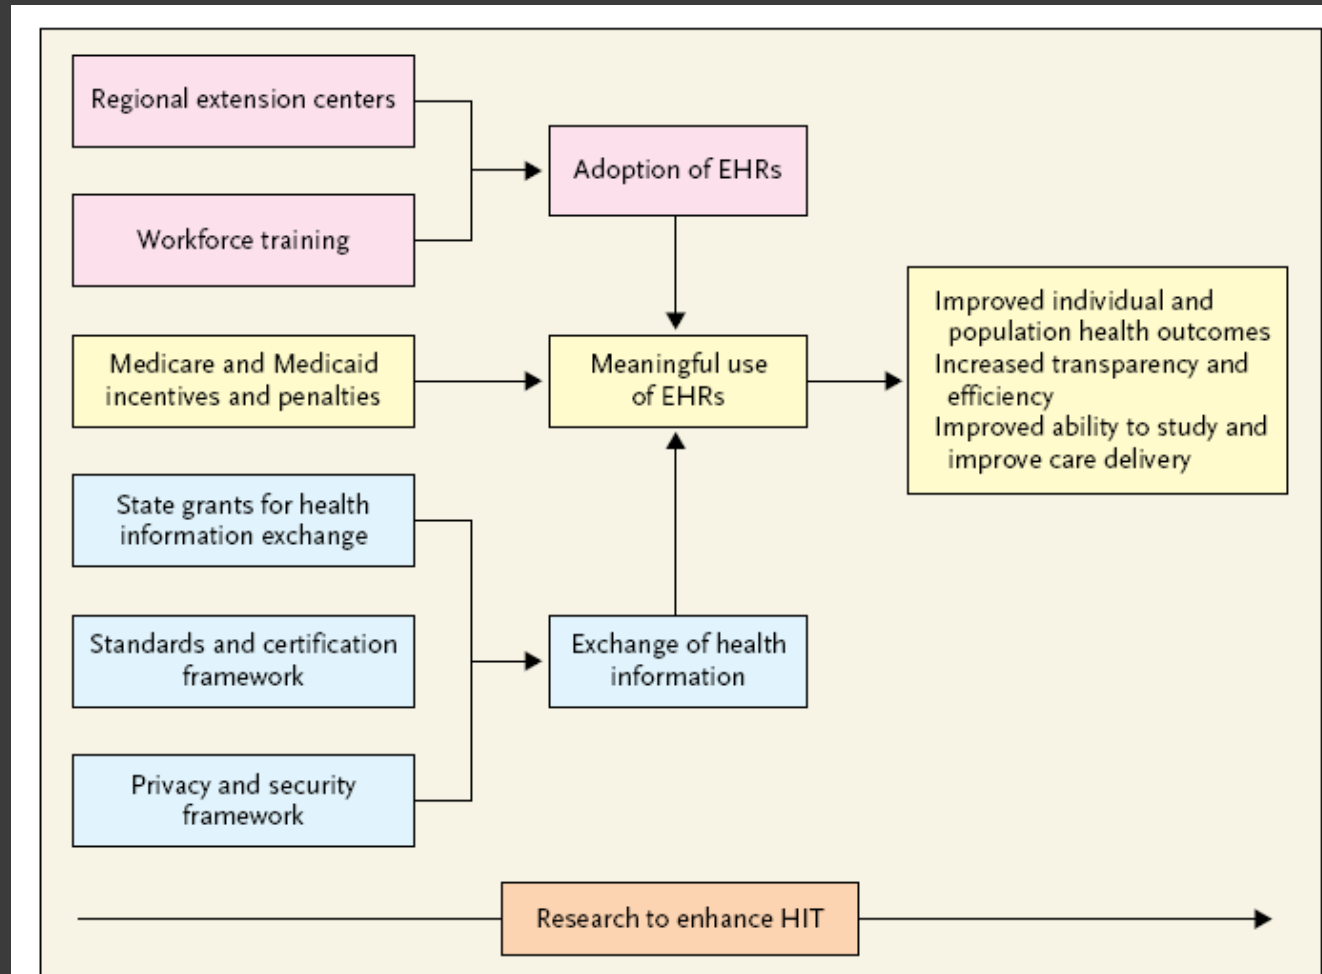 Regional extension centers
Workforce training
Adoption of EHRs
Medicare and Medicaid
incentives and penalties
Meaningful use
of EHRs
Improved individual and
population health outcomes
Increased transparency and
efficiency
Improved ability to study and
improve care delivery
State grants for health
information exchange
Standards and certification
framework
Privacy and security
framework
Exchange of health
information
Research to enhance HIT